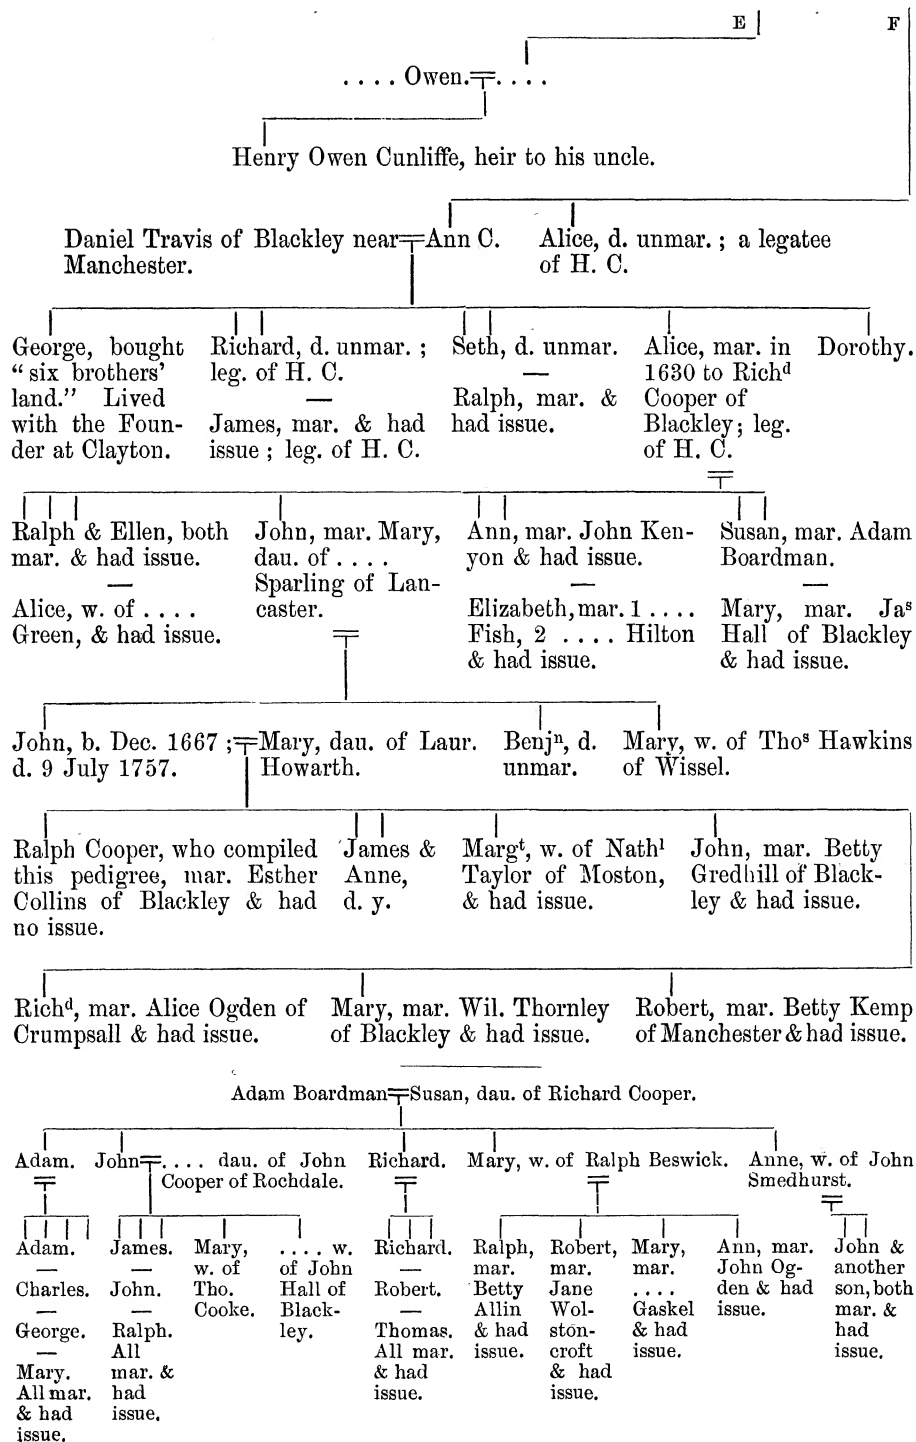 E F
. . . . Owen. . . . .
Henry Owen Cunliffe, heir to his uncle.
Daniel Travis of Blackley near
Manchester.
Ann C.
Alice, d. unmar. ; a legatee
of H. C.
George, bought
“ six brothers’
land.” Lived
with the Foun-
der at Clayton.
Richard, d. unmar. ;
leg. of H. C.
—
James, mar. & had
issue ; leg. of H. C.
Seth, d. unmar.
—
Ralph, mar. &
had issue.
Alice, mar. in
1630 to Richᵈ
Cooper of
Blackley; leg.
of H. C.
Dorothy.
Ralph & Ellen, both
mar. & had issue.
—
Alice, w. of . . . .
Green, & had issue.
John, mar. Mary,
dau. of . . . .
Sparling of Lan-
caster.
Ann, mar. John Ken-
yon & had issue.
—
Elizabeth, mar. 1 . . . .
Fish, 2 . . . . Hilton
& had issue.
Susan, mar. Adam
Boardman.
—
Mary, mar. Jaˢ
Hall of Blackley
& had issue.
John, b. Dec. 1667 ;
d. 9 July 1757.
Mary, dau. of Laur.
Howarth.
Benjⁿ, d.
unmar.
Mary, w. of Thoˢ Hawkins
of Wissel.
Ralph Cooper, who compiled
this pedigree, mar. Esther
Collins of Blackley & had
no issue.
James &
Anne,
d. y.
Margᵗ, w. of Nathˡ
Taylor of Moston,
& had issue.
John, mar. Betty
Gredhill of Black-
ley & had issue.
Richᵈ, mar. Alice Ogden of
Crumpsall & had issue.
Mary, mar. Wil. Thornley
of Blackley & had issue.
Robert, mar. Betty Kemp
of Manchester & had issue.
Adam Boardman Susan, dau. of Richard Cooper.
Adam.
John . . . . dau. of John
Cooper of Rochdale.
Richard.
Mary, w. of Ralph Beswick.
Anne, w. of John
Smedhurst.
Adam.
—
Charles.
—
George.
—
Mary.
All mar.
& had
issue.
James.
—
John.
—
Ralph.
All
mar. &
had
issue.
Mary,
w. of
Tho.
Cooke.
. . . . w.
of John
Hall of
Black-
ley.
Richard.
—
Robert.
—
Thomas.
All mar.
& had
issue.
Ralph,
mar.
Betty
Allin
& had
issue.
Robert,
mar.
Jane
Wol-
ston-
croft
& had
issue.
Mary,
mar.
. . . .
Gaskel
& had
issue.
Ann, mar.
John Og-
den & had
issue.
John &
another
son, both
mar. &
had
issue.